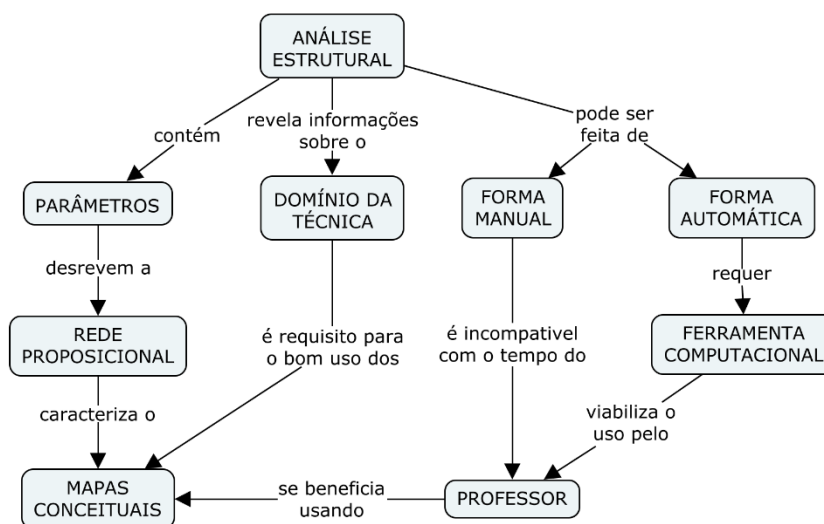 ANÁLISE
ESTRUTURAL
contém
revela informações
sobre o
pode ser
feita de
PARÂMETROS
DOMÍNIO DA
TÉCNICA
FORMA
MANUAL
FORMA
AUTOMÁTICA
desrevem a
requer
REDE
PROPOSICIONAL
é requisito para
o bom uso dos
é incompativel
com o tempo do
FERRAMENTA
COMPUTACIONAL
caracteriza o
viabiliza o
uso pelo
MAPAS
CONCEITUAIS
se beneficia
usando
PROFESSOR